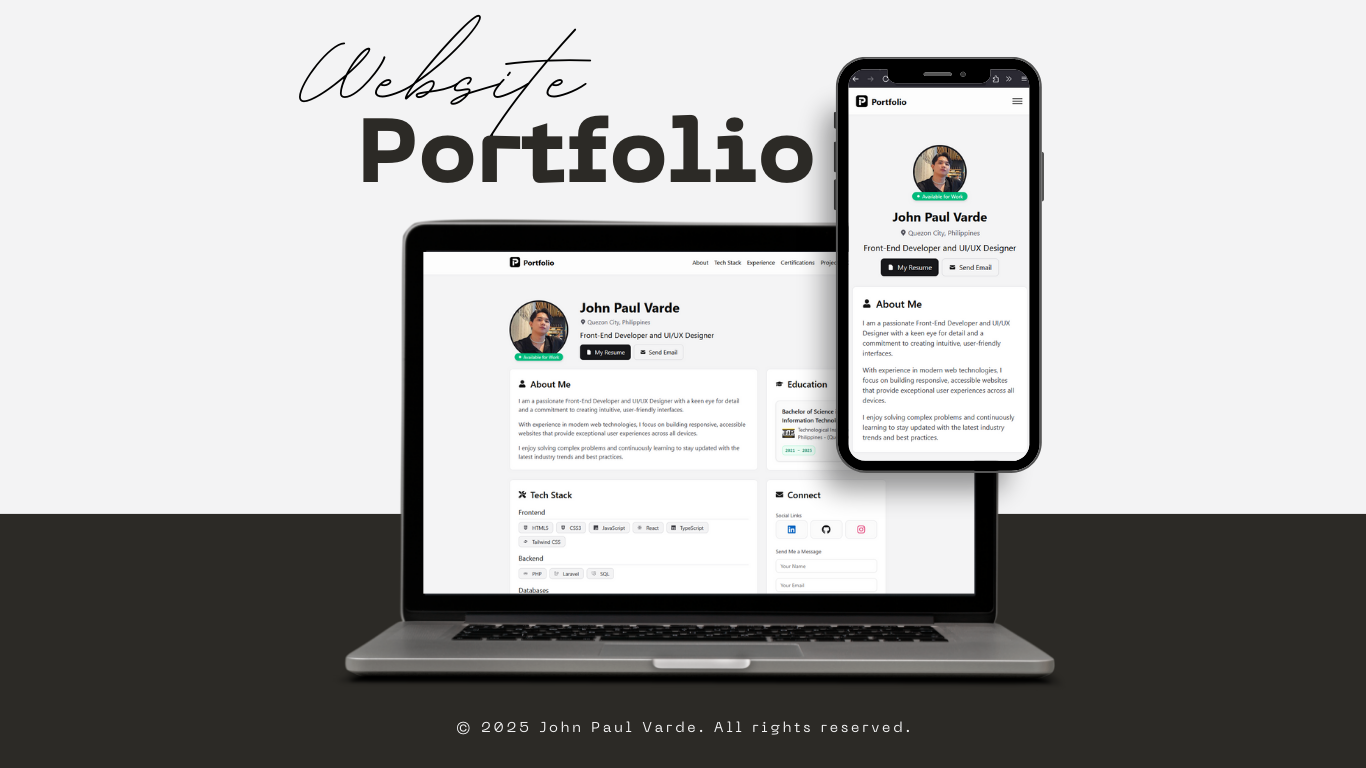 Website
Portfolio
Portfolio
About Tech Stack Experience Certifications
John Paul Varde
Quezon City, Philippines
Front-End Developer and UI/UX Designer
My Resume
Send Email
Available for Work
About Me
I am a passionate Front-End Developer and UI/UX Designer with a keen eye for detail
and a commitment to creating intuitive, user-friendly interfaces.
With experience in modern web technologies, I focus on building responsive, accessible
websites that provide exceptional user experiences across all devices.
I enjoy solving complex problems and continuously learning to stay updated with the
latest industry trends and best practices.
Education
Bachelor of Science
Information
Technological
Philippines -
Tech Stack
Frontend
HTML5 CSS3 JavaScript React TypeScript
Tailwind CSS
Backend
PHP Laravel SQL
Databases
Connect
Social Links
Send Me a Message
Your Name
Your Email
Portfolio
Available for Work
John Paul Varde
Quezon City, Philippines
Front-End Developer and UI/UX Designer
My Resume
Send Email
About Me
I am a passionate Front-End Developer and UI/UX
Designer with a keen eye for detail and a
commitment to creating intuitive, user-friendly
interfaces.
With experience in modern web technologies, I
focus on building responsive, accessible websites
that provide exceptional user experiences across all
devices.
I enjoy solving complex problems and continuously
learning to stay updated with the latest industry
trends and best practices.
© 2025 John Paul Varde. All rights reserved.